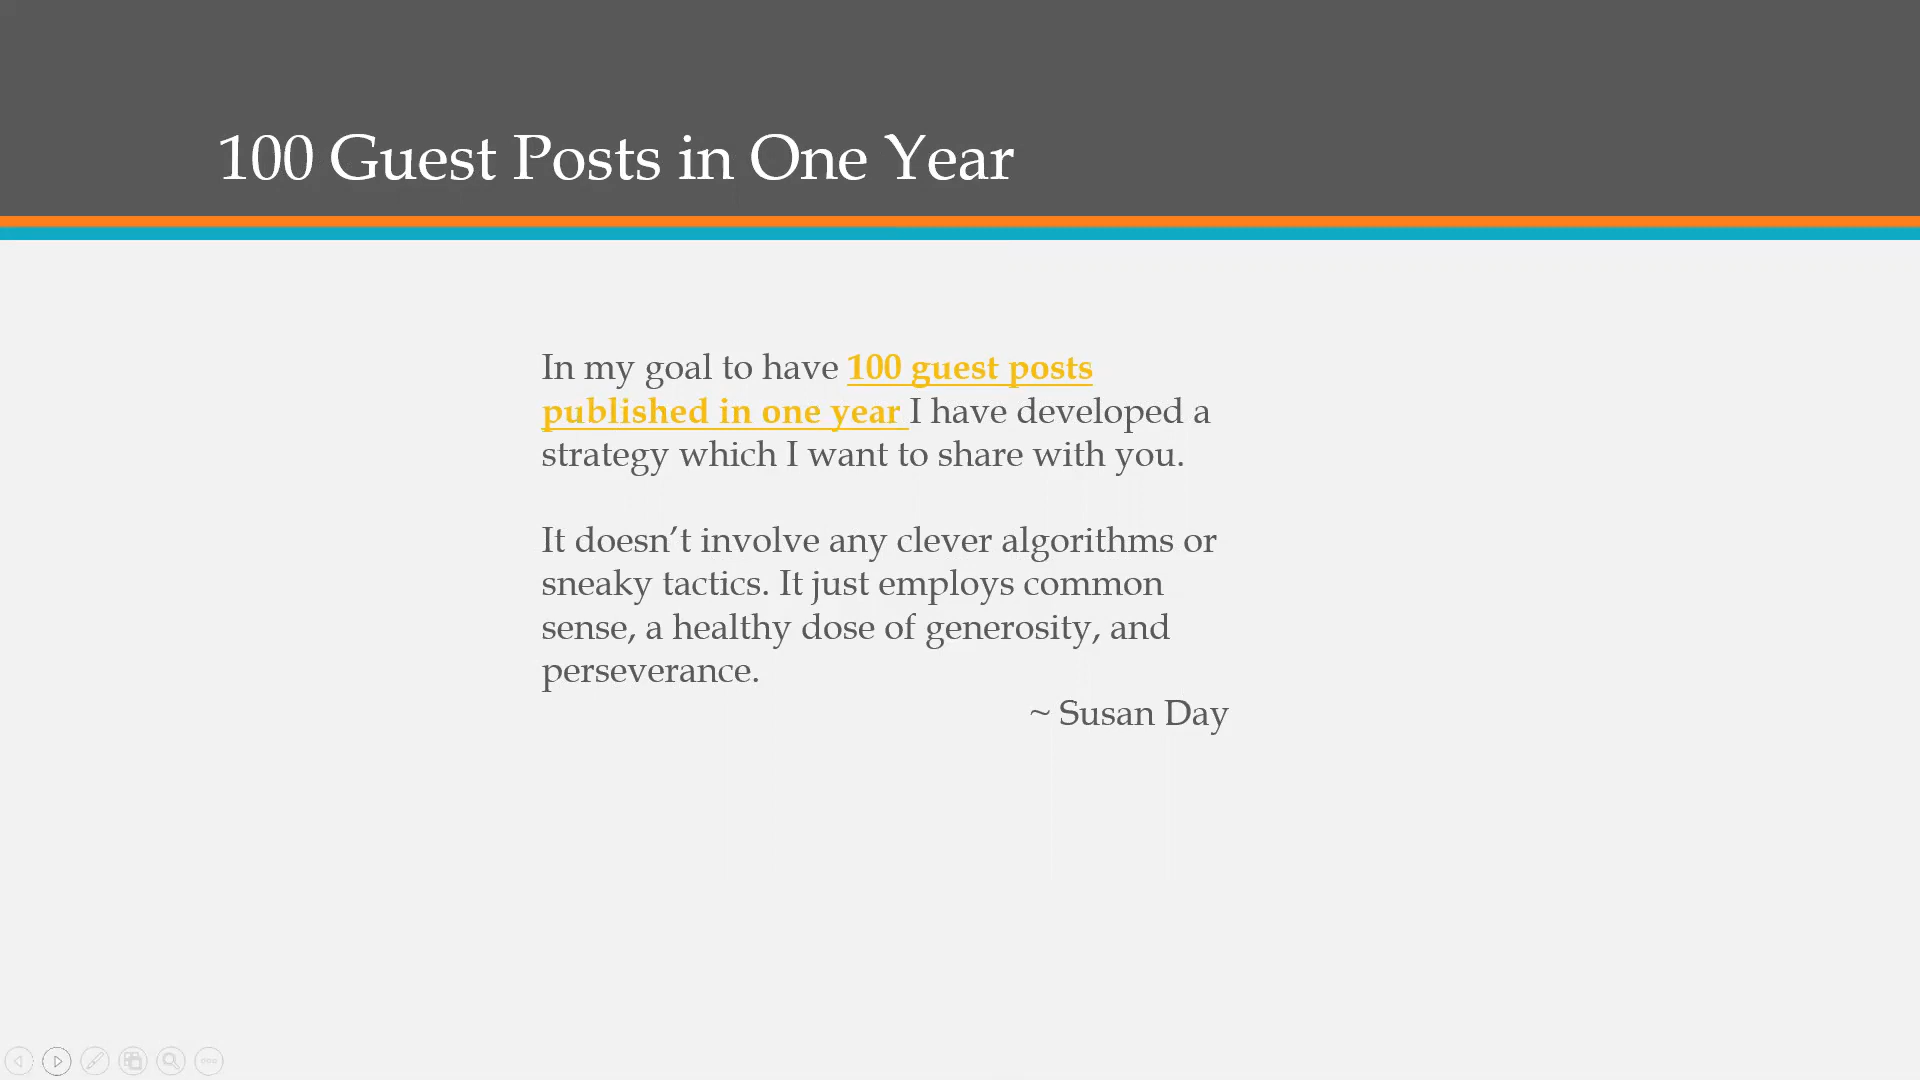 100 Guest Posts in One Year
In my goal to have 100 guest posts
published in one year I have developed a
strategy which I want to share with you.
It doesn’t involve any clever algorithms or
sneaky tactics. It just employs common
sense, a healthy dose of generosity, and
perseverance.
~ Susan Day